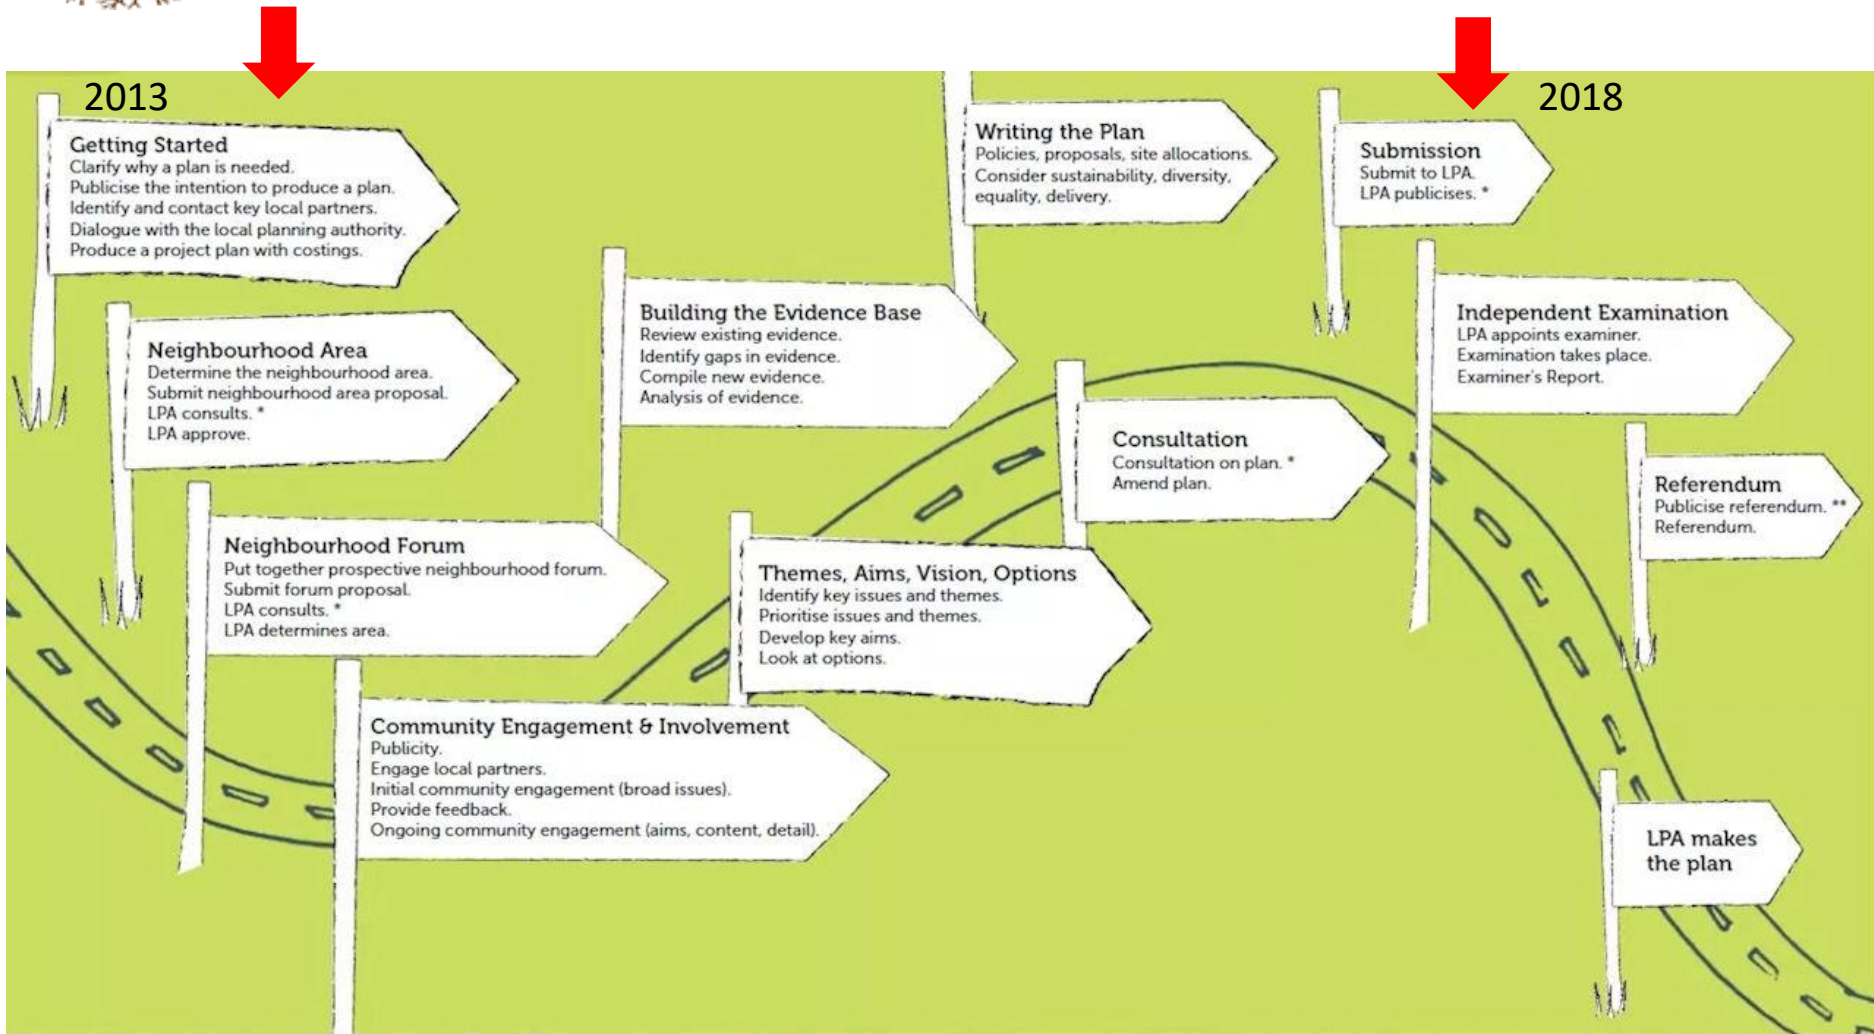 2013
Getting Started
Clarify why a plan is needed.
Publicise the intention to produce a plan.
Identify and contact key local partners.
Dialogue with the local planning authority.
Produce a project plan with costings.
Neighbourhood Area
Determine the neighbourhood area.
Submit neighbourhood area proposal.
LPA consults. *
LPA approve.
Neighbourhood Forum
Put together prospective neighbourhood forum.
Submit forum proposal.
LPA consults. *
LPA determines area.
Community Engagement & Involvement
Publicity.
Engage local partners.
Initial community engagement (broad issues).
Provide feedback.
Ongoing community engagement (aims, content, detail).
Building the Evidence Base
Review existing evidence.
Identify gaps in evidence.
Compile new evidence.
Analysis of evidence.
Themes, Aims, Vision, Options
Identify key issues and themes.
Prioritise issues and themes.
Develop key aims.
Look at options.
Writing the Plan
Policies, proposals, site allocations.
Consider sustainability, diversity,
equality, delivery.
Consultation
Consultation on plan. *
Amend plan.
2018
Submission
Submit to LPA.
LPA publicises. *
Independent Examination
LPA appoints examiner.
Examination takes place.
Examiner's Report.
Referendum
Publicise referendum. **
Referendum.
LPA makes
the plan